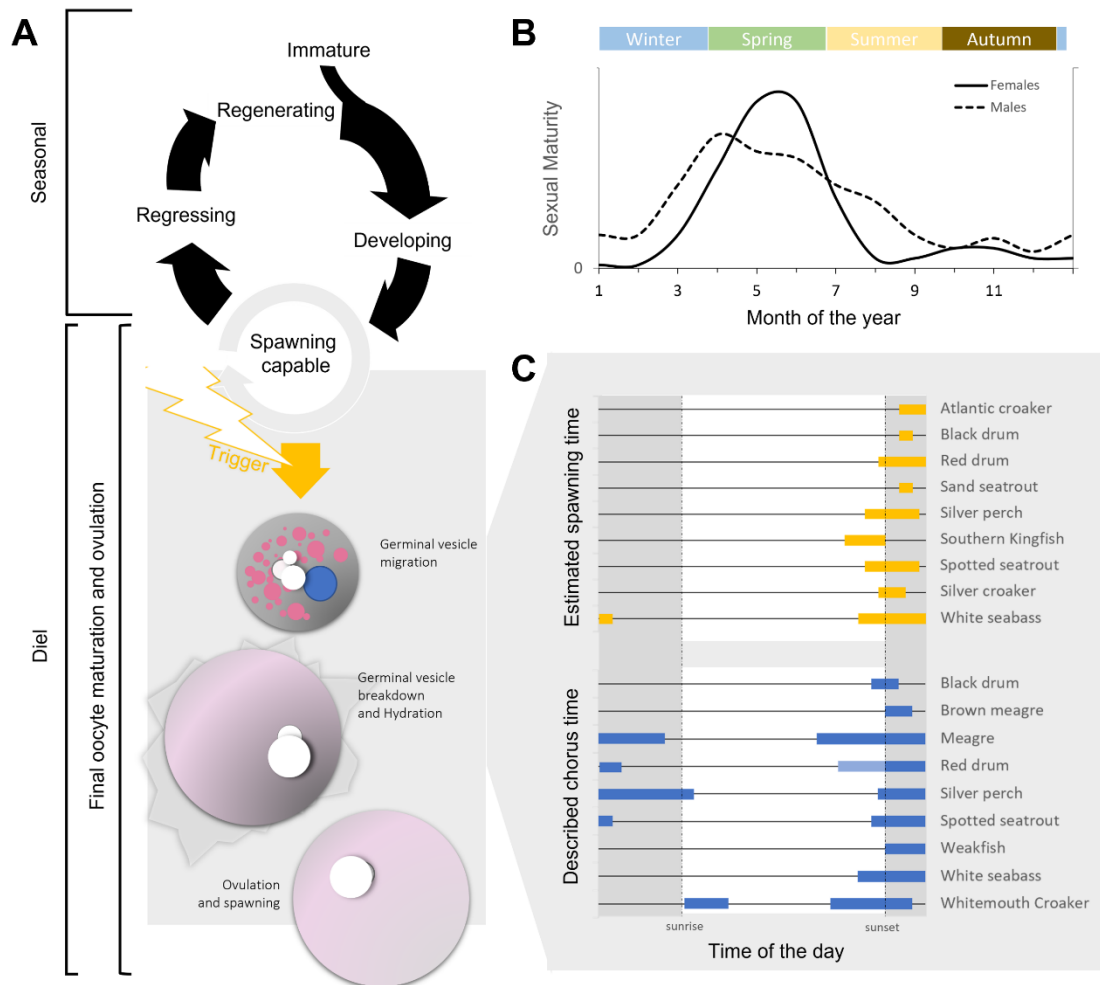 A
Seasonal
Immature
Regenerating
Regressing
Developing
Spawning
capable
Diel
Final oocyte maturation and ovulation
Trigger
Germinal vesicle
migration
Germinal vesicle
breakdown
and Hydration
Ovulation
and spawning
B
Winter
Spring
Summer
Autumn
Females
Males
Sexual Maturity
0
1
3
5
7
9
11
Month of the year
C
Estimated spawning time
Atlantic croaker
Black drum
Red drum
Sand seatrout
Silver perch
Southern Kingfish
Spotted seatrout
Silver croaker
White seabass
Described chorus time
Black drum
Brown meagre
Meagre
Red drum
Silver perch
Spotted seatrout
Weakfish
White seabass
Whitemouth Croaker
sunrise
sunset
Time of the day